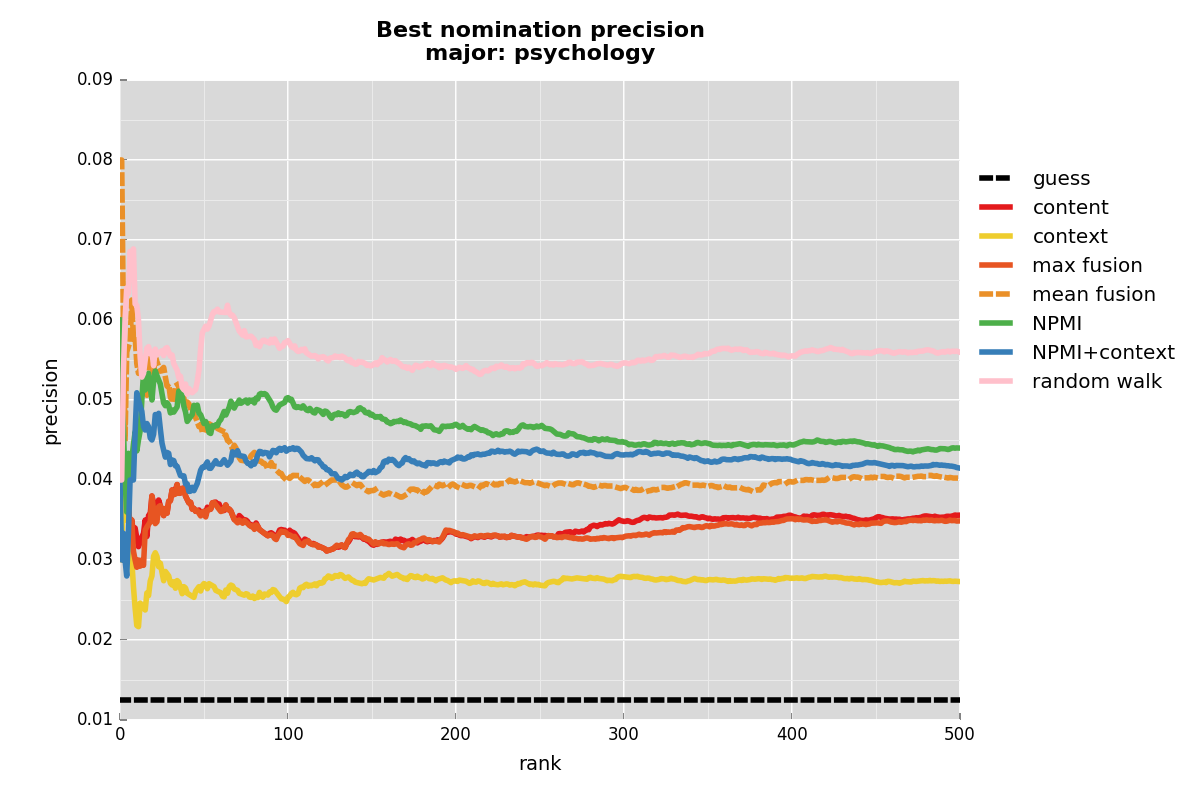 Best nomination precision
major: psychology
0.09
0.08
0.07
0.06
0.05
0.04
0.03
0.02
0.01
precision
0 100 200 300 400 500
rank
guess
content
context
max fusion
mean fusion
NPMI
NPMI+context
random walk